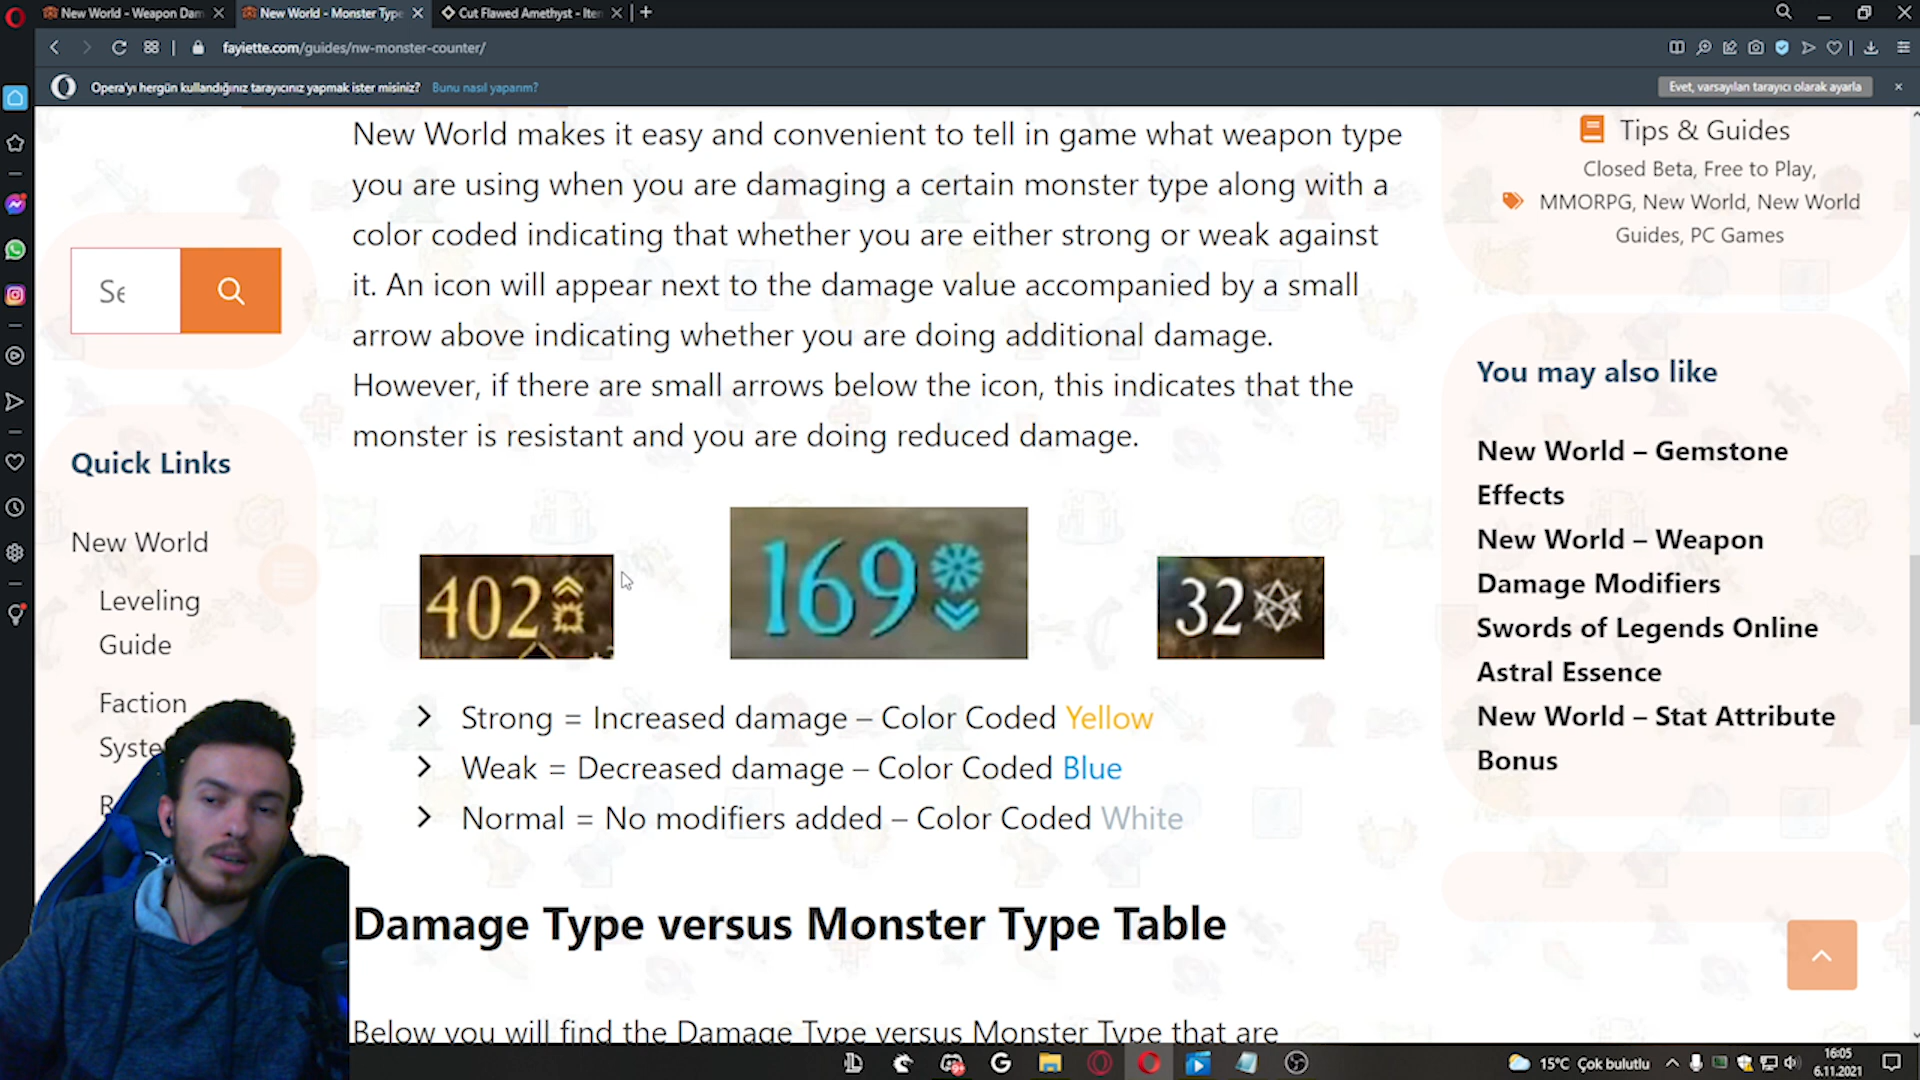 New World - Weapon Dam
New World - Monster Type
Cut Flawed Amethyst - Iter
fayiette.com/guides/nw-monster-counter/
Opera'yı hergün kullandığınız tarayıcınız yapmak ister misiniz? Bunu nasıl yaparım?
Evet, varsayılan tarayıcı olarak ayarla
New World makes it easy and convenient to tell in game what weapon type
you are using when you are damaging a certain monster type along with a
color coded indicating that whether you are either strong or weak against
it. An icon will appear next to the damage value accompanied by a small
arrow above indicating whether you are doing additional damage.
However, if there are small arrows below the icon, this indicates that the
monster is resistant and you are doing reduced damage.
402
169
32
Strong = Increased damage – Color Coded Yellow
Weak = Decreased damage – Color Coded Blue
Normal = No modifiers added – Color Coded White
Damage Type versus Monster Type Table
Below you will find the Damage Type versus Monster Type that are
Se
Quick Links
New World
Leveling
Guide
Faction
Syste
R
Tips & Guides
Closed Beta, Free to Play,
MMORPG, New World, New World
Guides, PC Games
You may also like
New World – Gemstone
Effects
New World – Weapon
Damage Modifiers
Swords of Legends Online
Astral Essence
New World – Stat Attribute
Bonus
15°C Çok bulutlu
16:05
6.11.2021